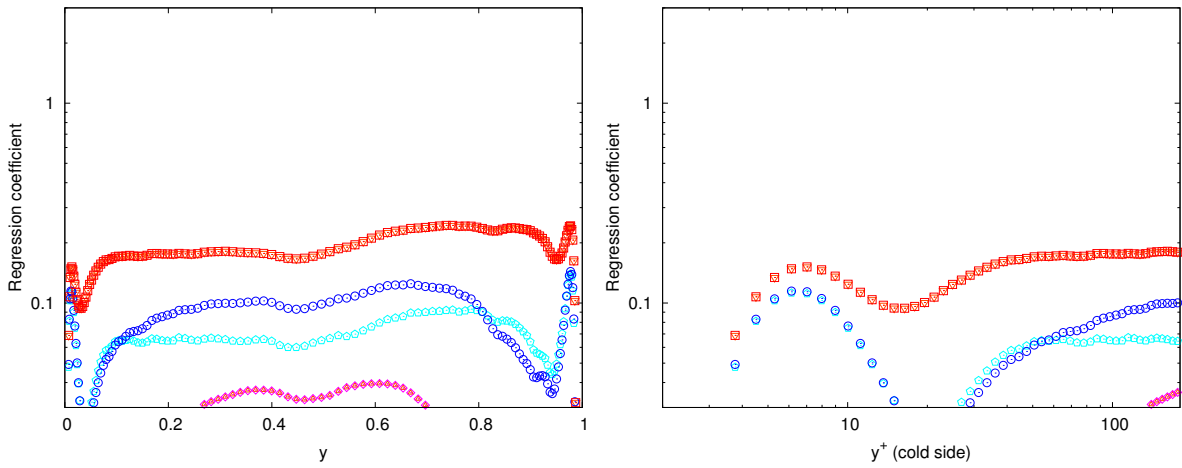 Regression coefficient
1
0.1
0 0.2 0.4 0.6 0.8 1
y
Regression coefficient
1
0.1
10 100
y+ (cold side)